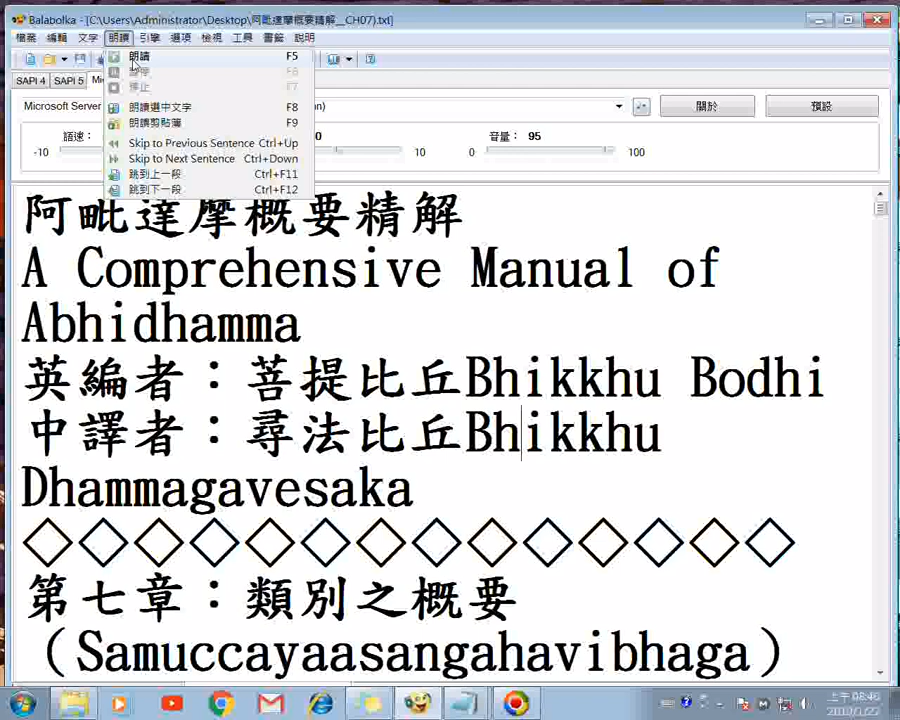 Balabolka - [C:\Users\Administrator\Desktop\阿毗達摩概要精解__CH07).txt]
檔案 編輯 文字 朗讀 引擎 選項 檢視 工具 書籤 說明
朗讀 F5
F6
停止 F7
朗讀選中文字 F8
朗讀剪貼簿 F9
Skip to Previous Sentence Ctrl+Up
Skip to Next Sentence Ctrl+Down
跳到上一段 Ctrl+F11
跳到下一段 Ctrl+F12
SAPI 4 SAPI 5
Microsoft Server
關於 預設
語速： 0 音量： 95
-10 10 0 100
阿毗達摩概要精解
A Comprehensive Manual of
Abhidhamma
英編者：菩提比丘Bhikkhu Bodhi
中譯者：尋法比丘Bhikkhu
Dhammagavesaka
◇◇◇◇◇◇◇◇◇◇◇◇◇◇
第七章：類別之概要
（Samuccayaasangahavibhaga）
上午 08:46